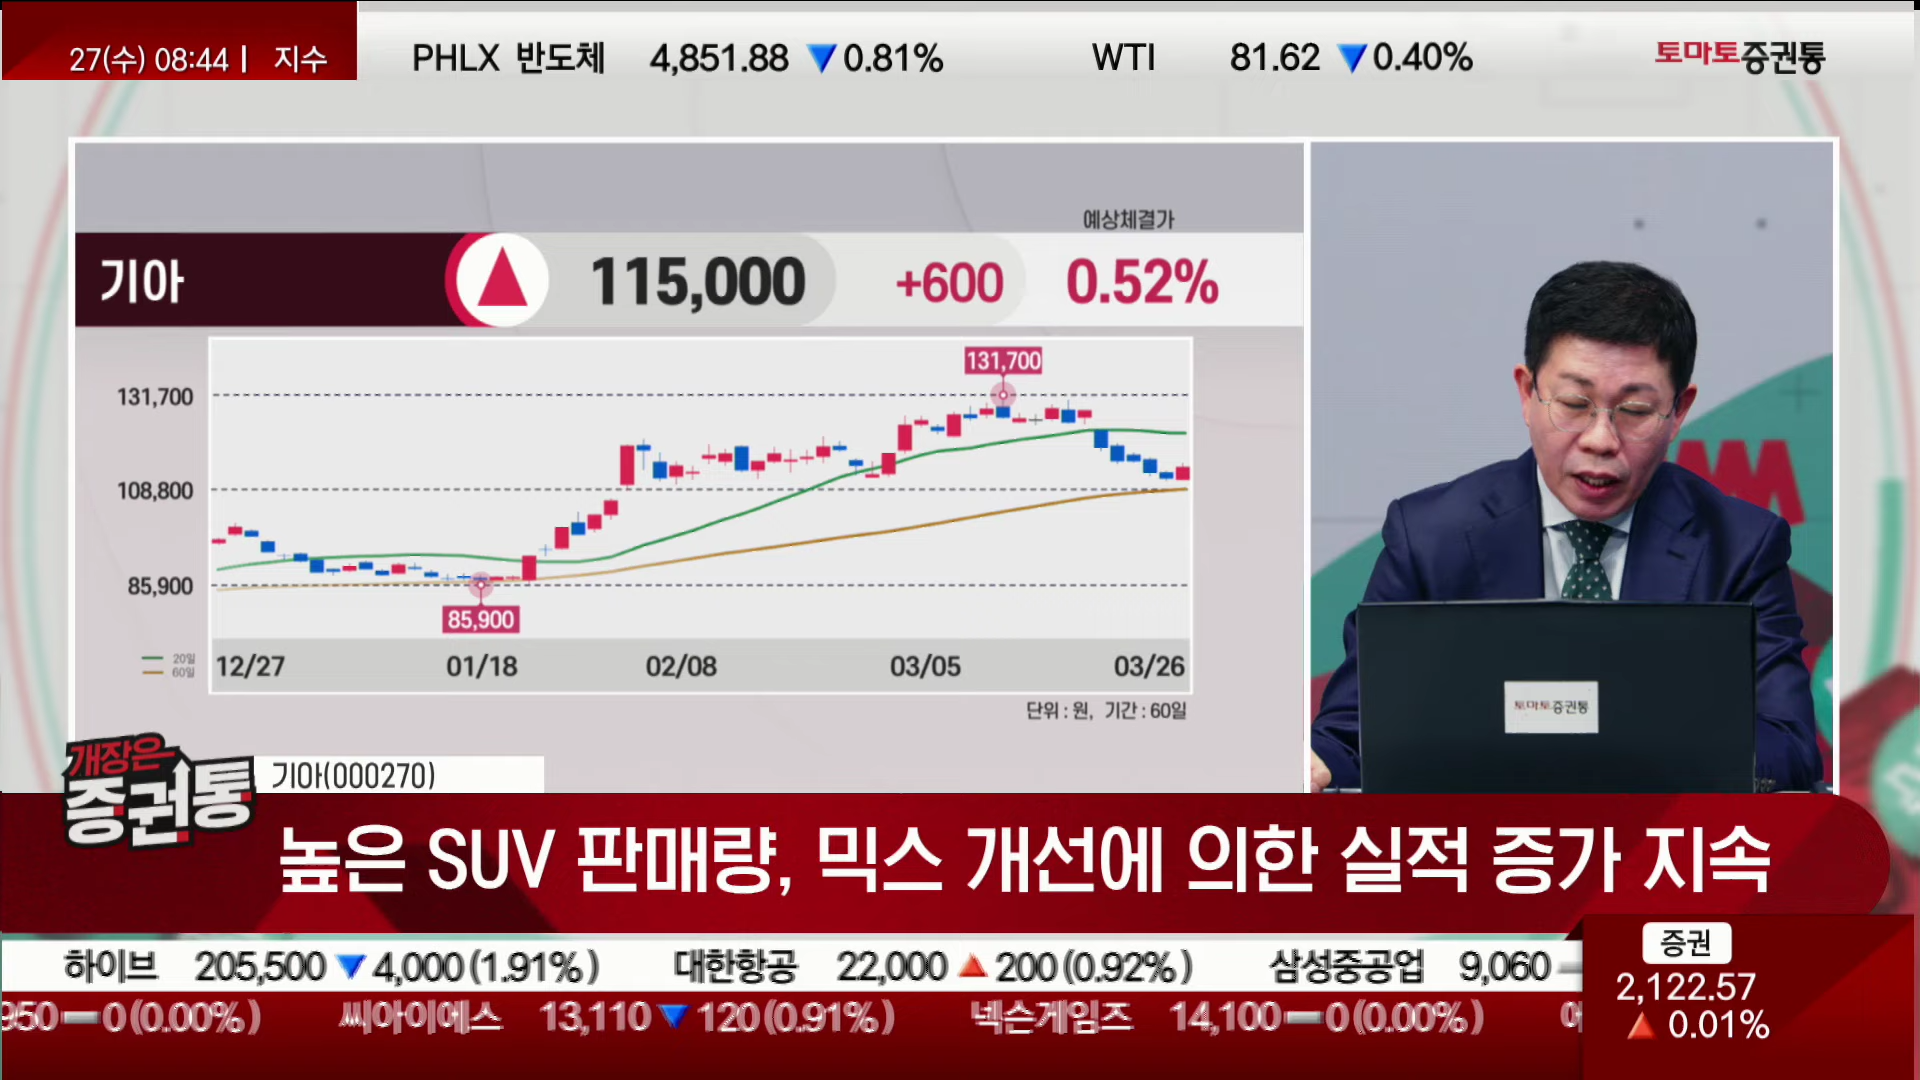 27(수) 08:44 | 지수 PHLX 반도체 4,851.88 ▼0.81% WTI 81.62 ▼0.40% 토마토증권통
예상체결가
기아 ▲ 115,000 +600 0.52%
131,700
131,700
108,800
85,900
85,900
20일
60일
12/27 01/18 02/08 03/05 03/26
단위 : 원, 기간 : 60일
토마토증권통
개장은
증권통
기아(000270)
높은 SUV 판매량, 믹스 개선에 의한 실적 증가 지속
하이브 205,500 ▼4,000(1.91%) 대한항공 22,000 ▲200(0.92%) 삼성중공업 9,060
950 0(0.00%) 씨아이에스 13,110 ▼120(0.91%) 넥슨게임즈 14,100 0(0.00%)
증권
2,122.57
▲ 0.01%